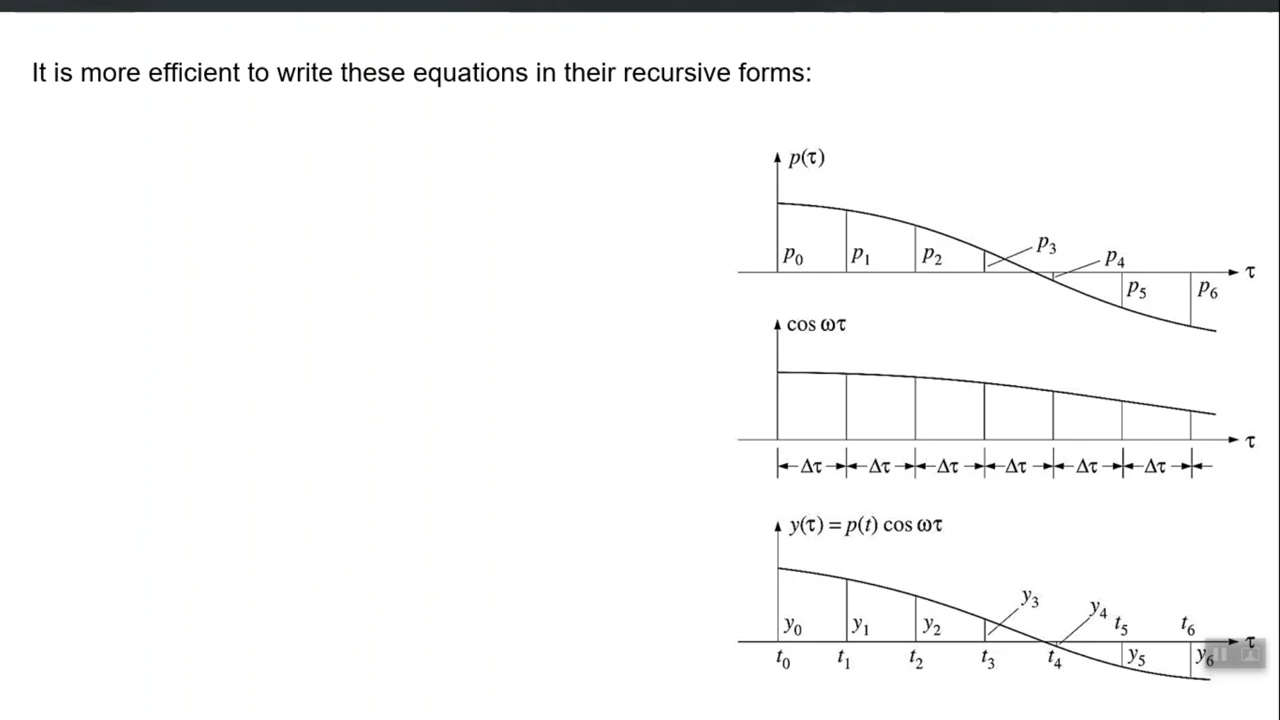 It is more efficient to write these equations in their recursive forms:
p(τ)
p₀ p₁ p₂ p₃ p₄ p₅ p₆ τ
cos ωτ
τ
Δτ Δτ Δτ Δτ Δτ Δτ
y(τ) = p(t) cos ωτ
y₀ y₁ y₂ y₃ y₄ t₅ t₆ τ
t₀ t₁ t₂ t₃ t₄ y₅ y₆